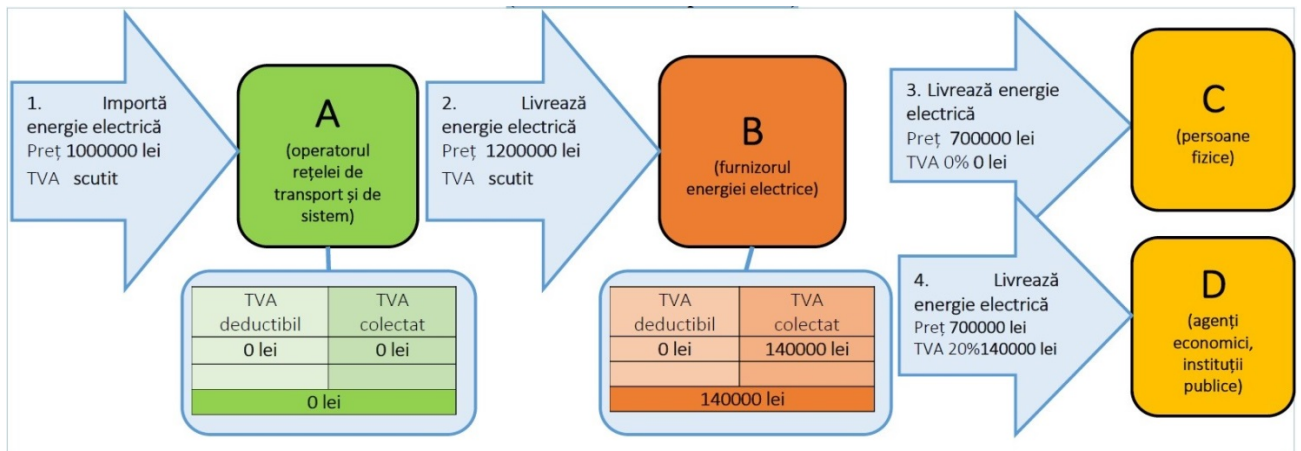 1. Importă
energie electrică
Preț 1000000 lei
TVA scutit
A
(operatorul
rețelei de
transport și de
sistem)
TVA
deductibil
TVA
colectat
0 lei
0 lei
0 lei
2. Livrează
energie electrică
Preț 1200000 lei
TVA scutit
B
(furnizorul
energiei electrice)
TVA
deductibil
TVA
colectat
0 lei
140000 lei
140000 lei
3. Livrează energie
electrică
Preț 700000 lei
TVA 0% 0 lei
C
(persoane
fizice)
4. Livrează
energie electrică
Preț 700000 lei
TVA 20%140000 lei
D
(agenți
economici,
instituții
publice)